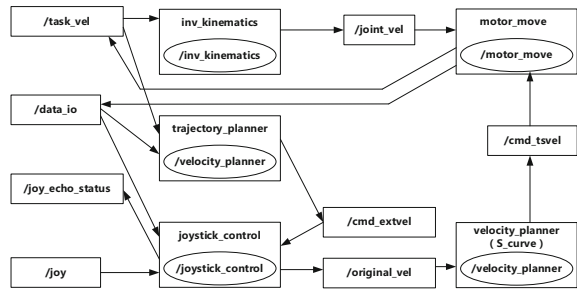 /task_vel
inv_kinematics
/inv_kinematics
/joint_vel
motor_move
/motor_move
/data_io
trajectory_planner
/velocity_planner
/cmd_tsvel
/joy_echo_status
joystick_control
/joystick_control
/cmd_extvel
velocity_planner
( S_curve )
/velocity_planner
/joy
/original_vel